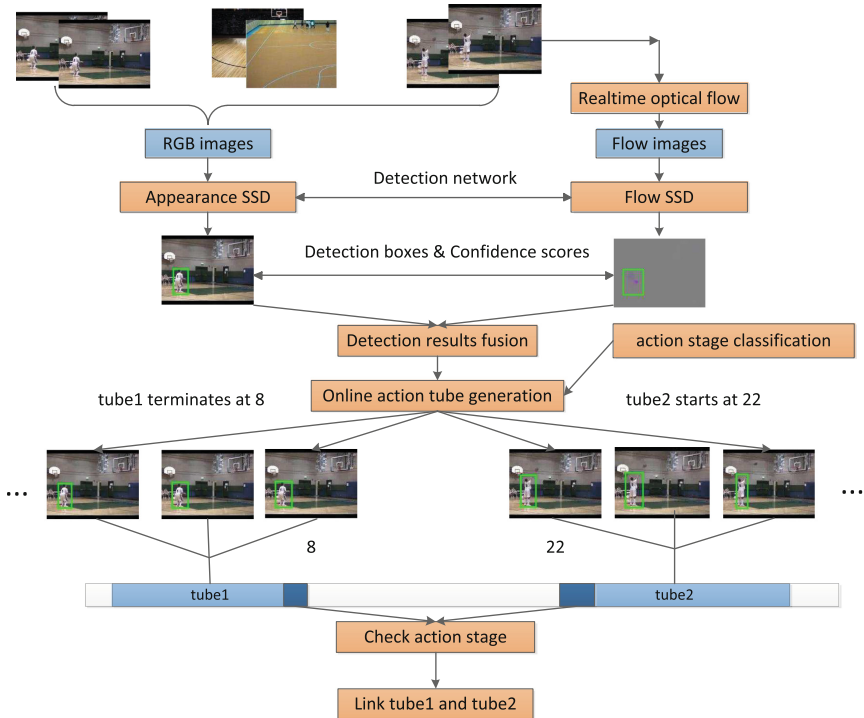 Realtime optical flow
RGB images
Flow images
Detection network
Appearance SSD
Flow SSD
Detection boxes & Confidence scores
Detection results fusion
action stage classification
Online action tube generation
tube1 terminates at 8
tube2 starts at 22
...
...
8
22
tube1
tube2
Check action stage
Link tube1 and tube2